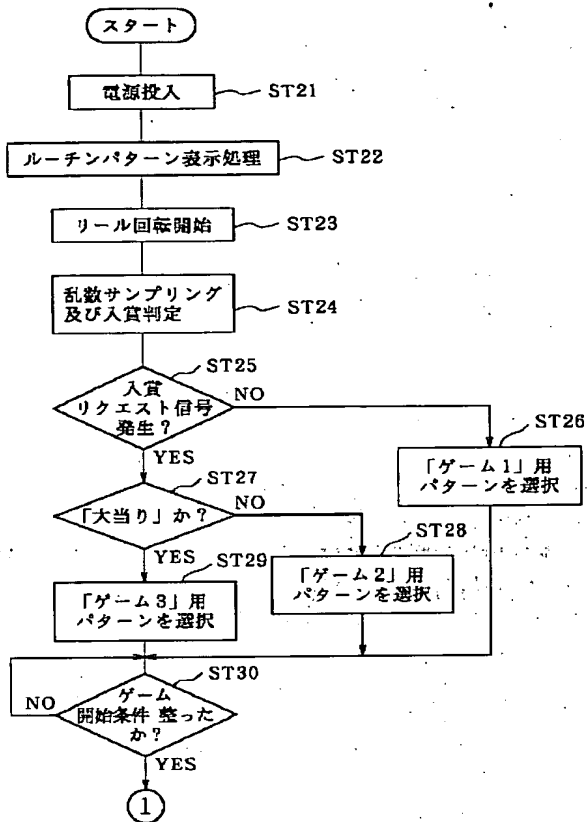 スタート
電源投入
ST21
ルーチンパターン表示処理
ST22
リール回転開始
ST23
乱数サンプリング
及び入賞判定
ST24
ST25
入賞
リクエスト信号
発生?
NO
YES
ST26
「ゲーム1」用
パターンを選択
ST27
「大当り」か?
NO
YES
ST28
「ゲーム2」用
パターンを選択
ST29
「ゲーム3」用
パターンを選択
ST30
ゲーム
開始条件 整った
か?
NO
YES
1